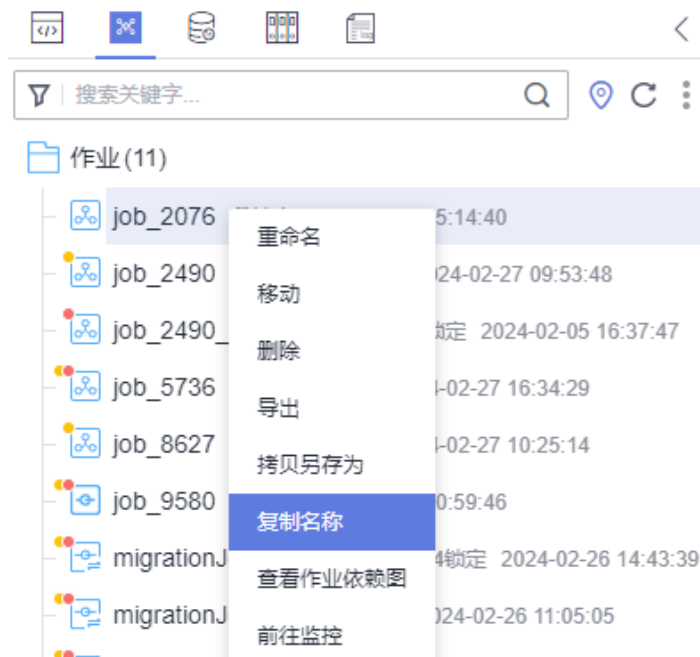 搜索关键字...
作业(11)
job_2076 5:14:40
重命名
job_2490 24-02-27 09:53:48
移动
job_2490_ 锁定 2024-02-05 16:37:47
删除
job_5736 -02-27 16:34:29
导出
job_8627 -02-27 10:25:14
拷贝另存为
job_9580 0:59:46
复制名称
migrationJ 4锁定 2024-02-26 14:43:39
查看作业依赖图
migrationJ 024-02-26 11:05:05
前往监控